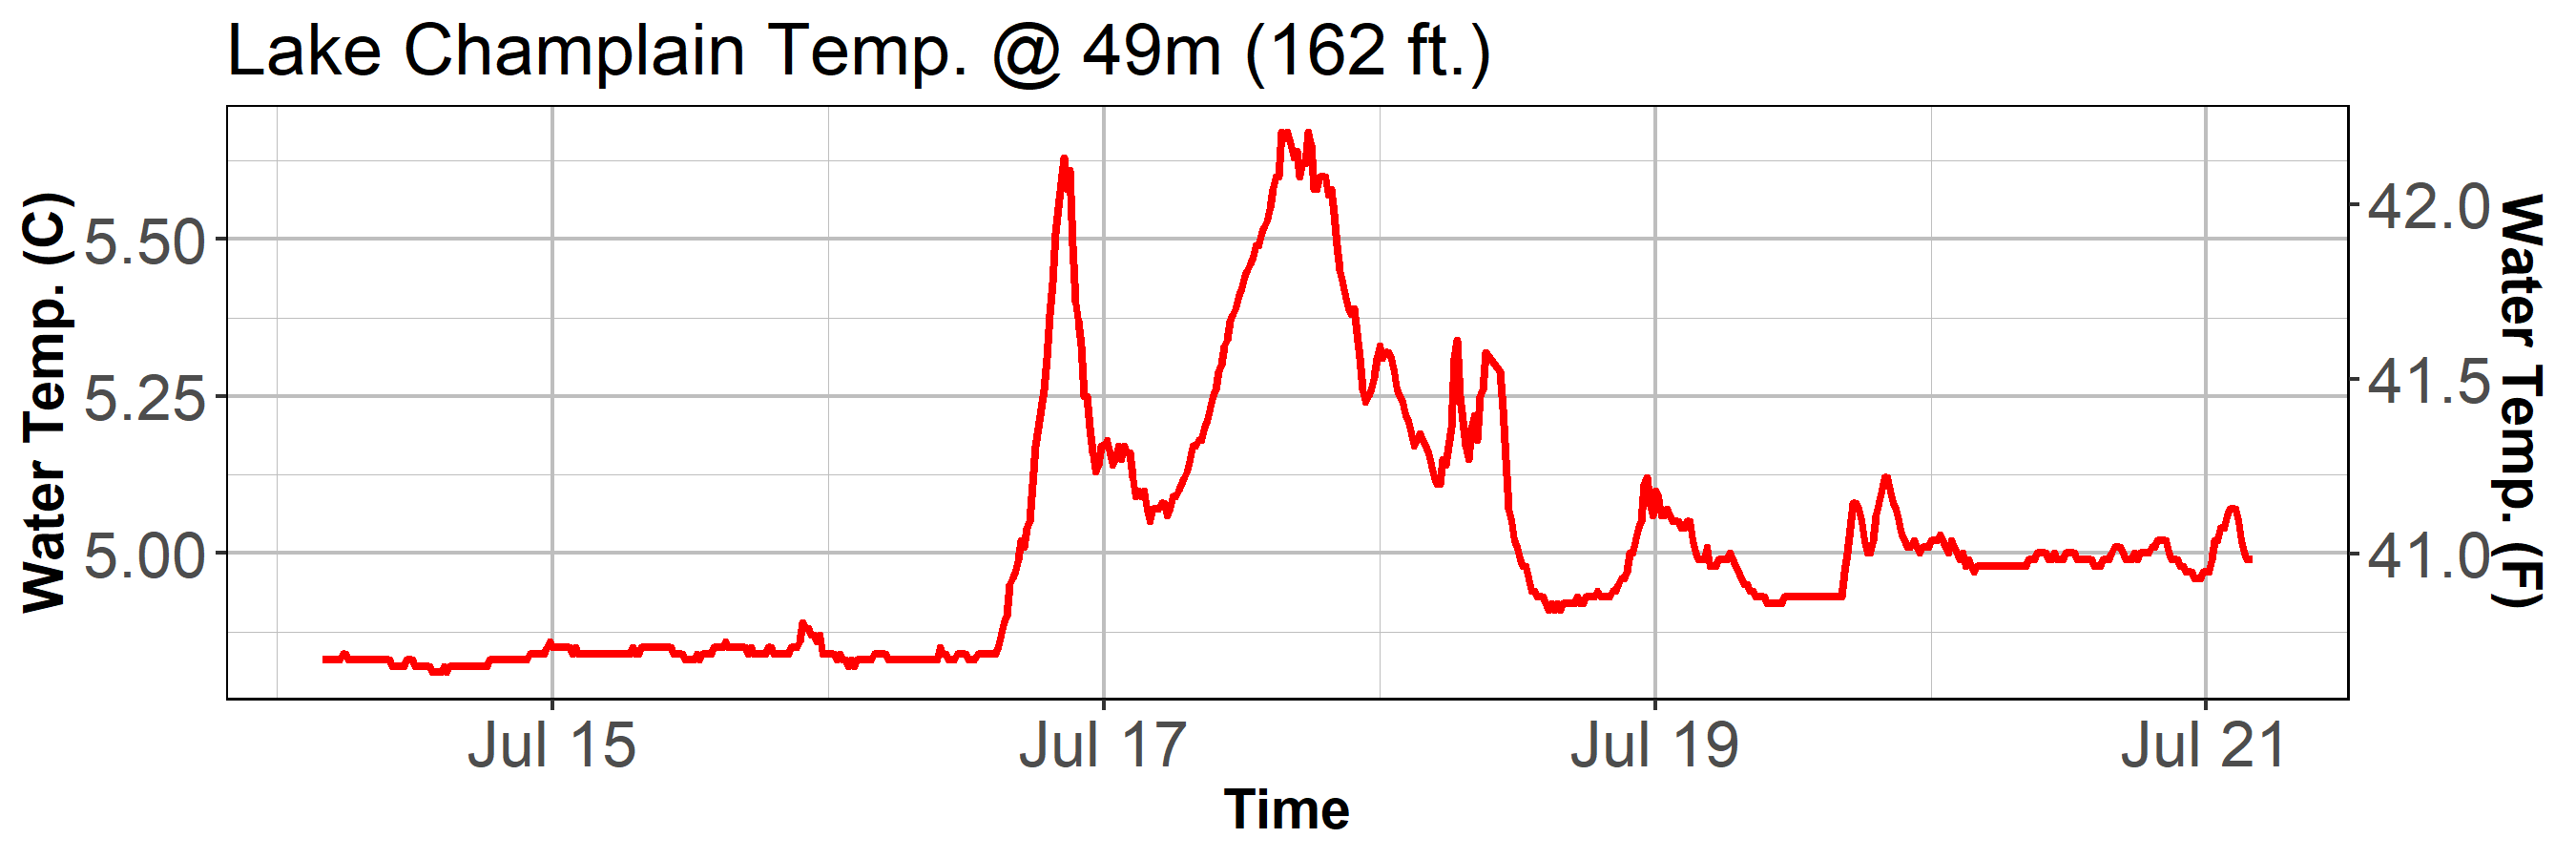 Lake Champlain Temp. @ 49m (162 ft.)
Water Temp. (C)
5.50
5.25
5.00
42.0
41.5
41.0
Water Temp. (F)
Jul 15
Jul 17
Jul 19
Jul 21
Time